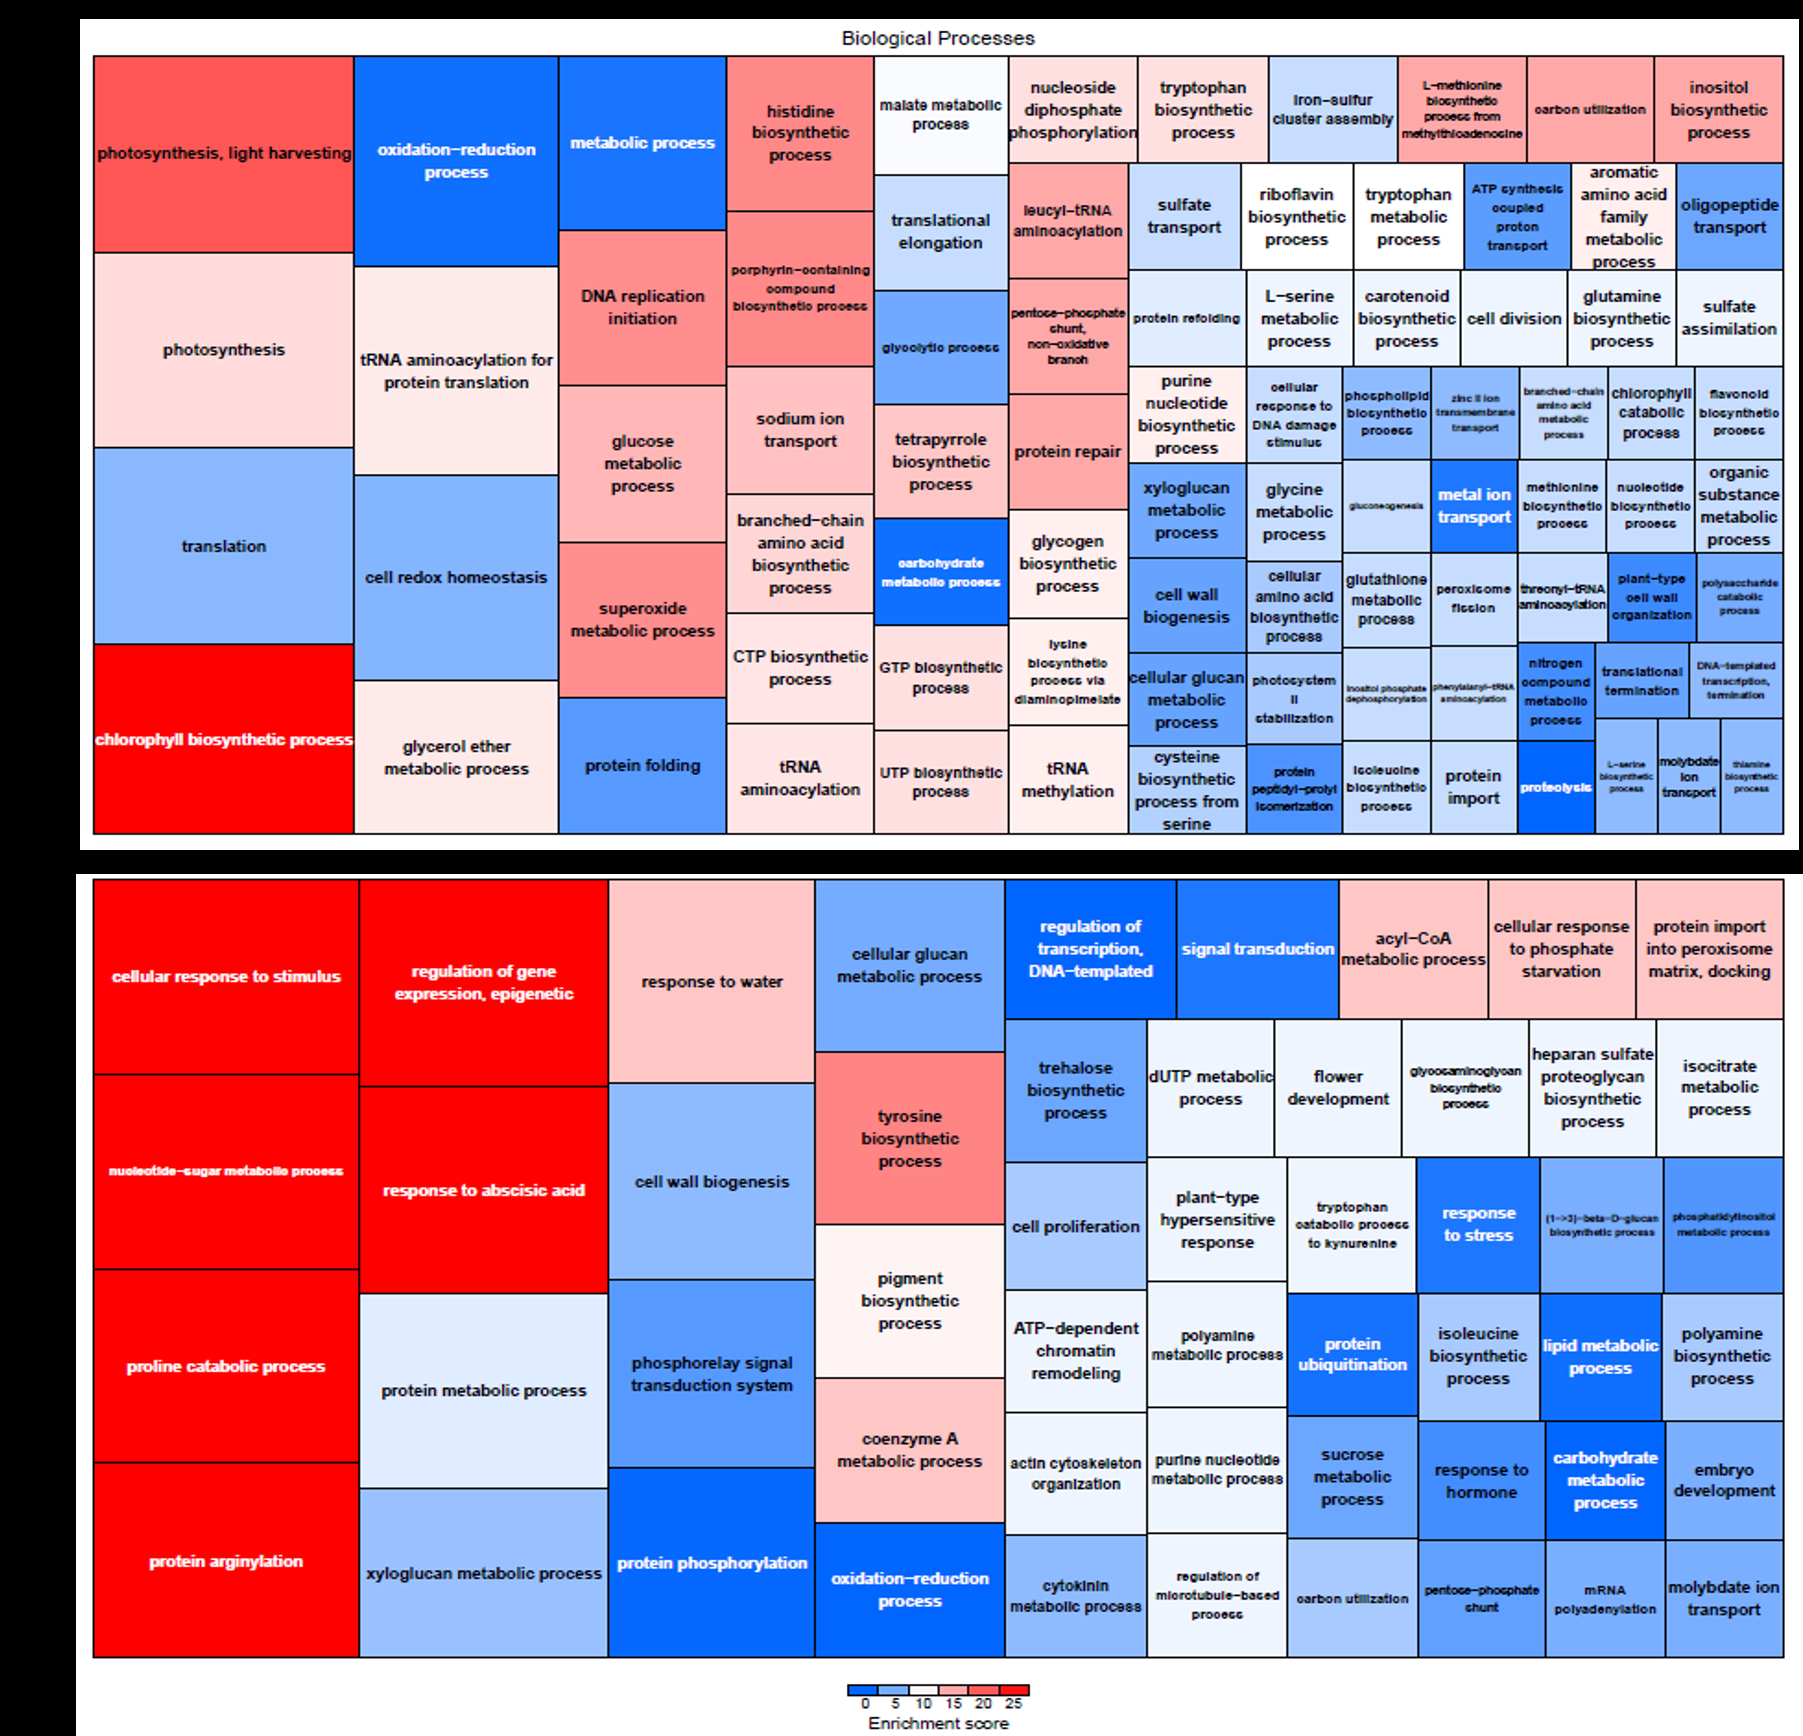 Biological Processes
photosynthesis, light harvesting
photosynthesis
translation
chlorophyll biosynthetic process
oxidation−reduction
process
tRNA aminoacylation for
protein translation
cell redox homeostasis
glycerol ether
metabolic process
metabolic process
DNA replication
initiation
glucose
metabolic
process
superoxide
metabolic process
protein folding
histidine
biosynthetic
process
porphyrin−containing
compound
biosynthetic process
sodium ion
transport
branched−chain
amino acid
biosynthetic
process
CTP biosynthetic
process
tRNA
aminoacylation
malate metabolic
process
translational
elongation
glycolytic process
tetrapyrrole
biosynthetic
process
carbohydrate
metabolic process
GTP biosynthetic
process
UTP biosynthetic
process
nucleoside
diphosphate
phosphorylation
leucyl−tRNA
aminoacylation
pentose−phosphate
shunt,
non−oxidative
branch
protein repair
glycogen
biosynthetic
process
lysine
biosynthetic
process via
diaminopimelate
tRNA
methylation
tryptophan
biosynthetic
process
iron−sulfur
cluster assembly
L−methionine
biosynthetic
process from
methylthioadenosine
carbon utilization
inositol
biosynthetic
process
sulfate
transport
riboflavin
biosynthetic
process
tryptophan
metabolic
process
ATP synthesis
coupled
proton
transport
aromatic
amino acid
family
metabolic
process
oligopeptide
transport
protein refolding
L−serine
metabolic
process
carotenoid
biosynthetic
process
cell division
glutamine
biosynthetic
process
sulfate
assimilation
purine
nucleotide
biosynthetic
process
xyloglucan
metabolic
process
cell wall
biogenesis
cellular glucan
metabolic
process
cysteine
biosynthetic
process from
serine
cellular
response to
DNA damage
stimulus
glycine
metabolic
process
cellular
amino acid
biosynthetic
process
photosystem
II
stabilization
protein
peptidyl−prolyl
isomerization
phospholipid
biosynthetic
process
gluconeogenesis
glutathione
metabolic
process
inositol phosphate
dephosphorylation
isoleucine
biosynthetic
process
zinc II ion
transmembrane
transport
metal ion
transport
peroxisome
fission
phenylalanyl−tRNA
aminoacylation
protein
import
branched−chain
amino acid
metabolic
process
chlorophyll
catabolic
process
flavonoid
biosynthetic
process
methionine
biosynthetic
process
nucleotide
biosynthetic
process
organic
substance
metabolic
process
threonyl−tRNA
aminoacylation
plant−type
cell wall
organization
polysaccharide
catabolic
process
nitrogen
compound
metabolic
process
translational
termination
DNA−templated
transcription,
termination
proteolysis
L−serine
biosynthetic
process
molybdate
ion
transport
thiamine
biosynthetic
process
cellular response to stimulus
nucleotide−sugar metabolic process
proline catabolic process
protein arginylation
regulation of gene
expression, epigenetic
response to abscisic acid
protein metabolic process
xyloglucan metabolic process
response to water
cell wall biogenesis
phosphorelay signal
transduction system
protein phosphorylation
cellular glucan
metabolic process
tyrosine
biosynthetic
process
pigment
biosynthetic
process
coenzyme A
metabolic process
oxidation−reduction
process
regulation of
transcription,
DNA−templated
signal transduction
acyl−CoA
metabolic process
cellular response
to phosphate
starvation
protein import
into peroxisome
matrix, docking
trehalose
biosynthetic
process
cell proliferation
ATP−dependent
chromatin
remodeling
actin cytoskeleton
organization
cytokinin
metabolic process
dUTP metabolic
process
flower
development
glycosaminoglycan
biosynthetic
process
heparan sulfate
proteoglycan
biosynthetic
process
isocitrate
metabolic
process
plant−type
hypersensitive
response
polyamine
metabolic process
purine nucleotide
metabolic process
regulation of
microtubule−based
process
tryptophan
catabolic process
to kynurenine
response
to stress
(1−>3)−beta−D−glucan
biosynthetic process
phosphatidylinositol
metabolic process
protein
ubiquitination
isoleucine
biosynthetic
process
lipid metabolic
process
polyamine
biosynthetic
process
sucrose
metabolic
process
response to
hormone
carbohydrate
metabolic
process
embryo
development
carbon utilization
pentose−phosphate
shunt
mRNA
polyadenylation
molybdate ion
transport
0 5 10 15 20 25
Enrichment score